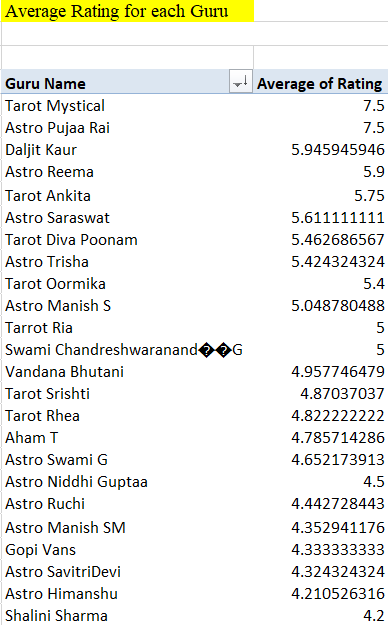 Average Rating for each Guru
Guru Name Average of Rating
Tarot Mystical 7.5
Astro Pujaa Rai 7.5
Daljit Kaur 5.945945946
Astro Reema 5.9
Tarot Ankita 5.75
Astro Saraswat 5.611111111
Tarot Diva Poonam 5.462686567
Astro Trisha 5.424324324
Tarot Oormika 5.4
Astro Manish S 5.048780488
Tarrot Ria 5
Swami Chandreshwaranand��G 5
Vandana Bhutani 4.957746479
Tarot Srishti 4.87037037
Tarot Rhea 4.822222222
Aham T 4.785714286
Astro Swami G 4.652173913
Astro Niddhi Guptaa 4.5
Astro Ruchi 4.442728443
Astro Manish SM 4.352941176
Gopi Vans 4.333333333
Astro SavitriDevi 4.324324324
Astro Himanshu 4.210526316
Shalini Sharma 4.2